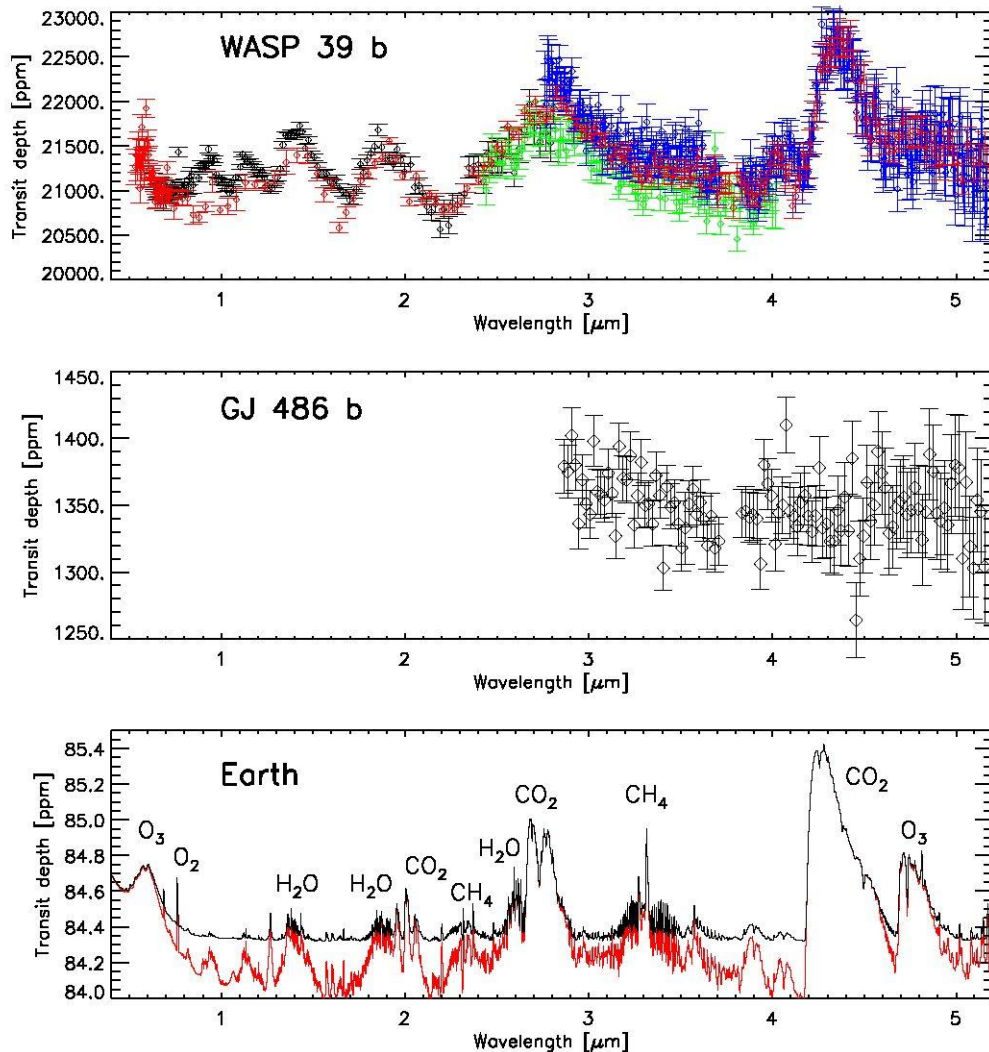 23000.
22500.
22000.
21500.
21000.
20500.
20000.
Transit depth [ppm]
WASP 39 b
1 2 3 4 5
Wavelength [μm]
1450.
1400.
1350.
1300.
1250.
Transit depth [ppm]
GJ 486 b
1 2 3 4 5
Wavelength [μm]
85.4
85.2
85.0
84.8
84.6
84.4
84.2
84.0
Transit depth [ppm]
Earth
O₃
O₂
H₂O
H₂O
CO₂
CH₄
H₂O
CO₂
CH₄
CO₂
O₃
1 2 3 4 5
Wavelength [μm]